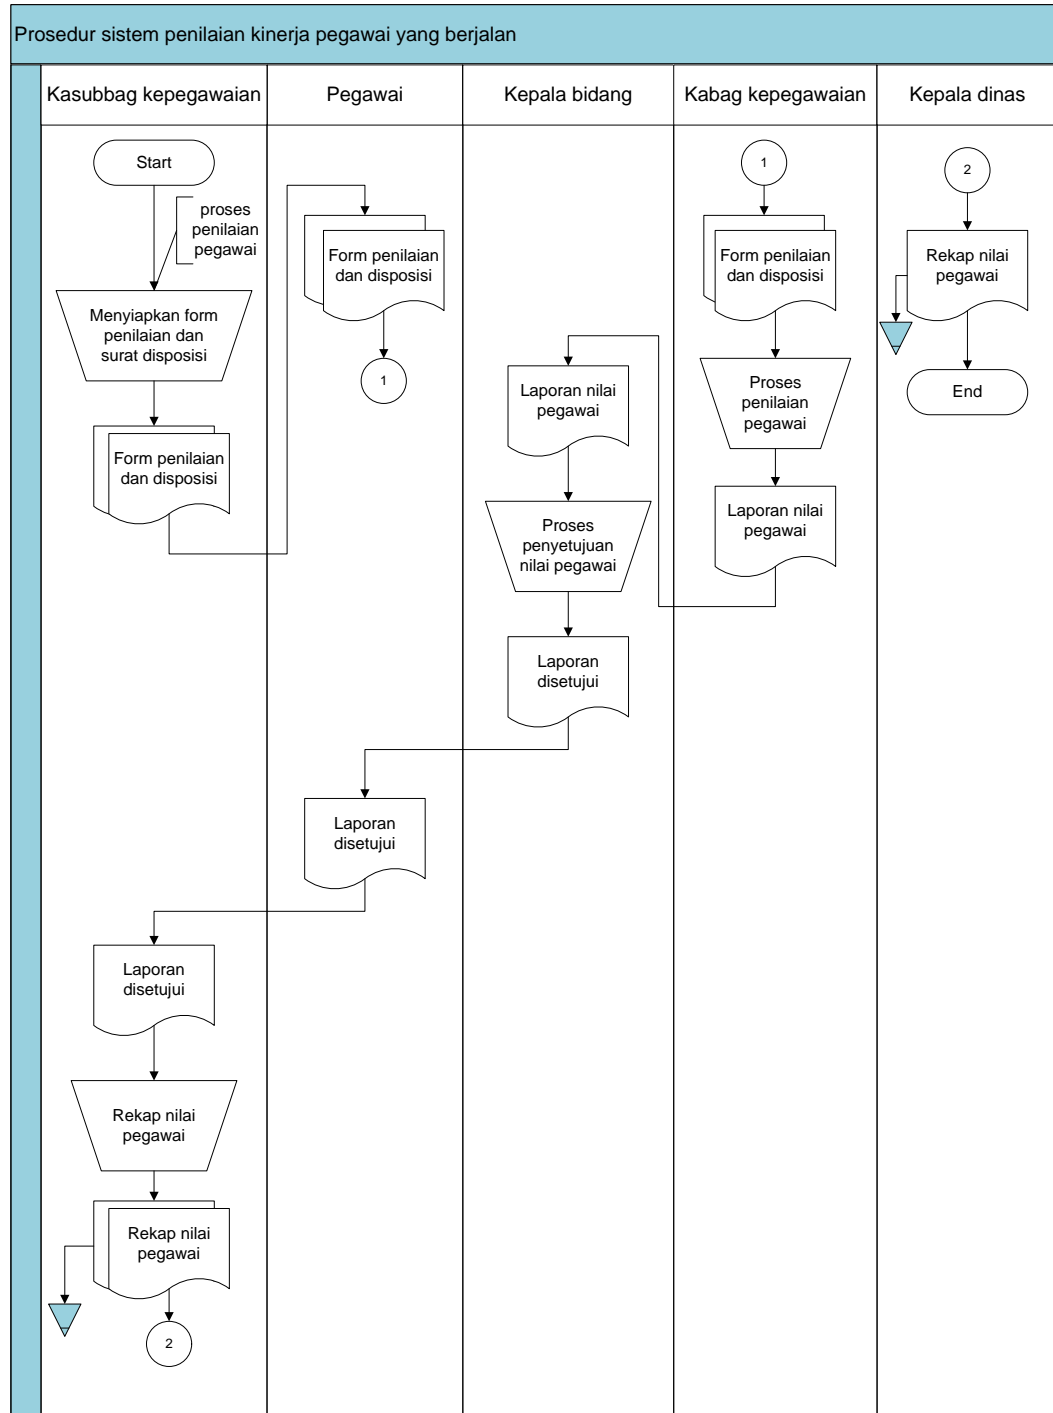 Prosedur sistem penilaian kinerja pegawai yang berjalan
Kasubbag kepegawaian
Pegawai
Kepala bidang
Kabag kepegawaian
Kepala dinas
Start
proses
penilaian
pegawai
Menyiapkan form
penilaian dan
surat disposisi
Form penilaian
dan disposisi
Form penilaian
dan disposisi
1
1
Form penilaian
dan disposisi
Proses
penilaian
pegawai
Laporan nilai
pegawai
Laporan nilai
pegawai
Proses
penyetujuan
nilai pegawai
Laporan
disetujui
Laporan
disetujui
Laporan
disetujui
Rekap nilai
pegawai
Rekap nilai
pegawai
2
2
Rekap nilai
pegawai
End